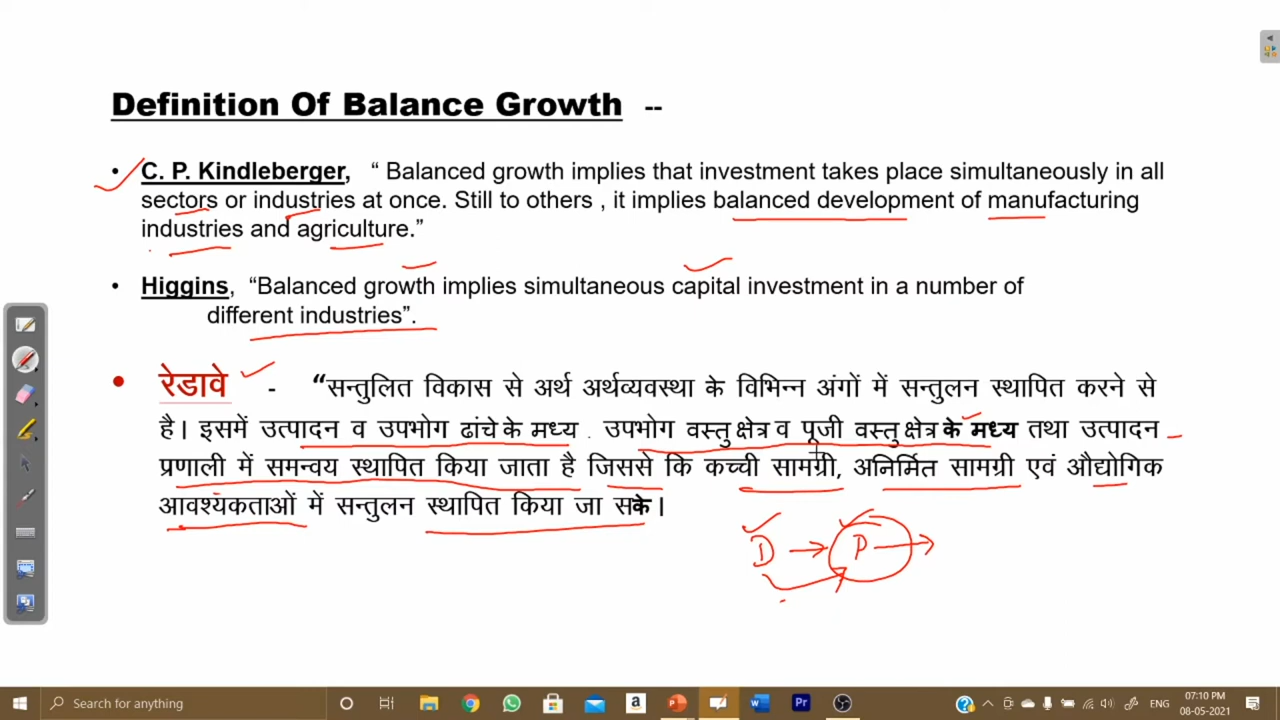 Definition Of Balance Growth --
• C. P. Kindleberger, “ Balanced growth implies that investment takes place simultaneously in all
sectors or industries at once. Still to others , it implies balanced development of manufacturing
industries and agriculture.”
• Higgins, “Balanced growth implies simultaneous capital investment in a number of
different industries”.
• रेडावे - “सन्तुलित विकास से अर्थ अर्थव्यवस्था के विभिन्न अंगों में सन्तुलन स्थापित करने से
है। इसमें उत्पादन व उपभोग ढांचे के मध्य . उपभोग वस्तु क्षेत्र व पूजी वस्तु क्षेत्र के मध्य तथा उत्पादन
प्रणाली में समन्वय स्थापित किया जाता है जिससे कि कच्ची सामग्री, अनिर्मित सामग्री एवं औद्योगिक
आवश्यकताओं में सन्तुलन स्थापित किया जा सके।
D → P →
Search for anything
ENG
07:10 PM
08-05-2021